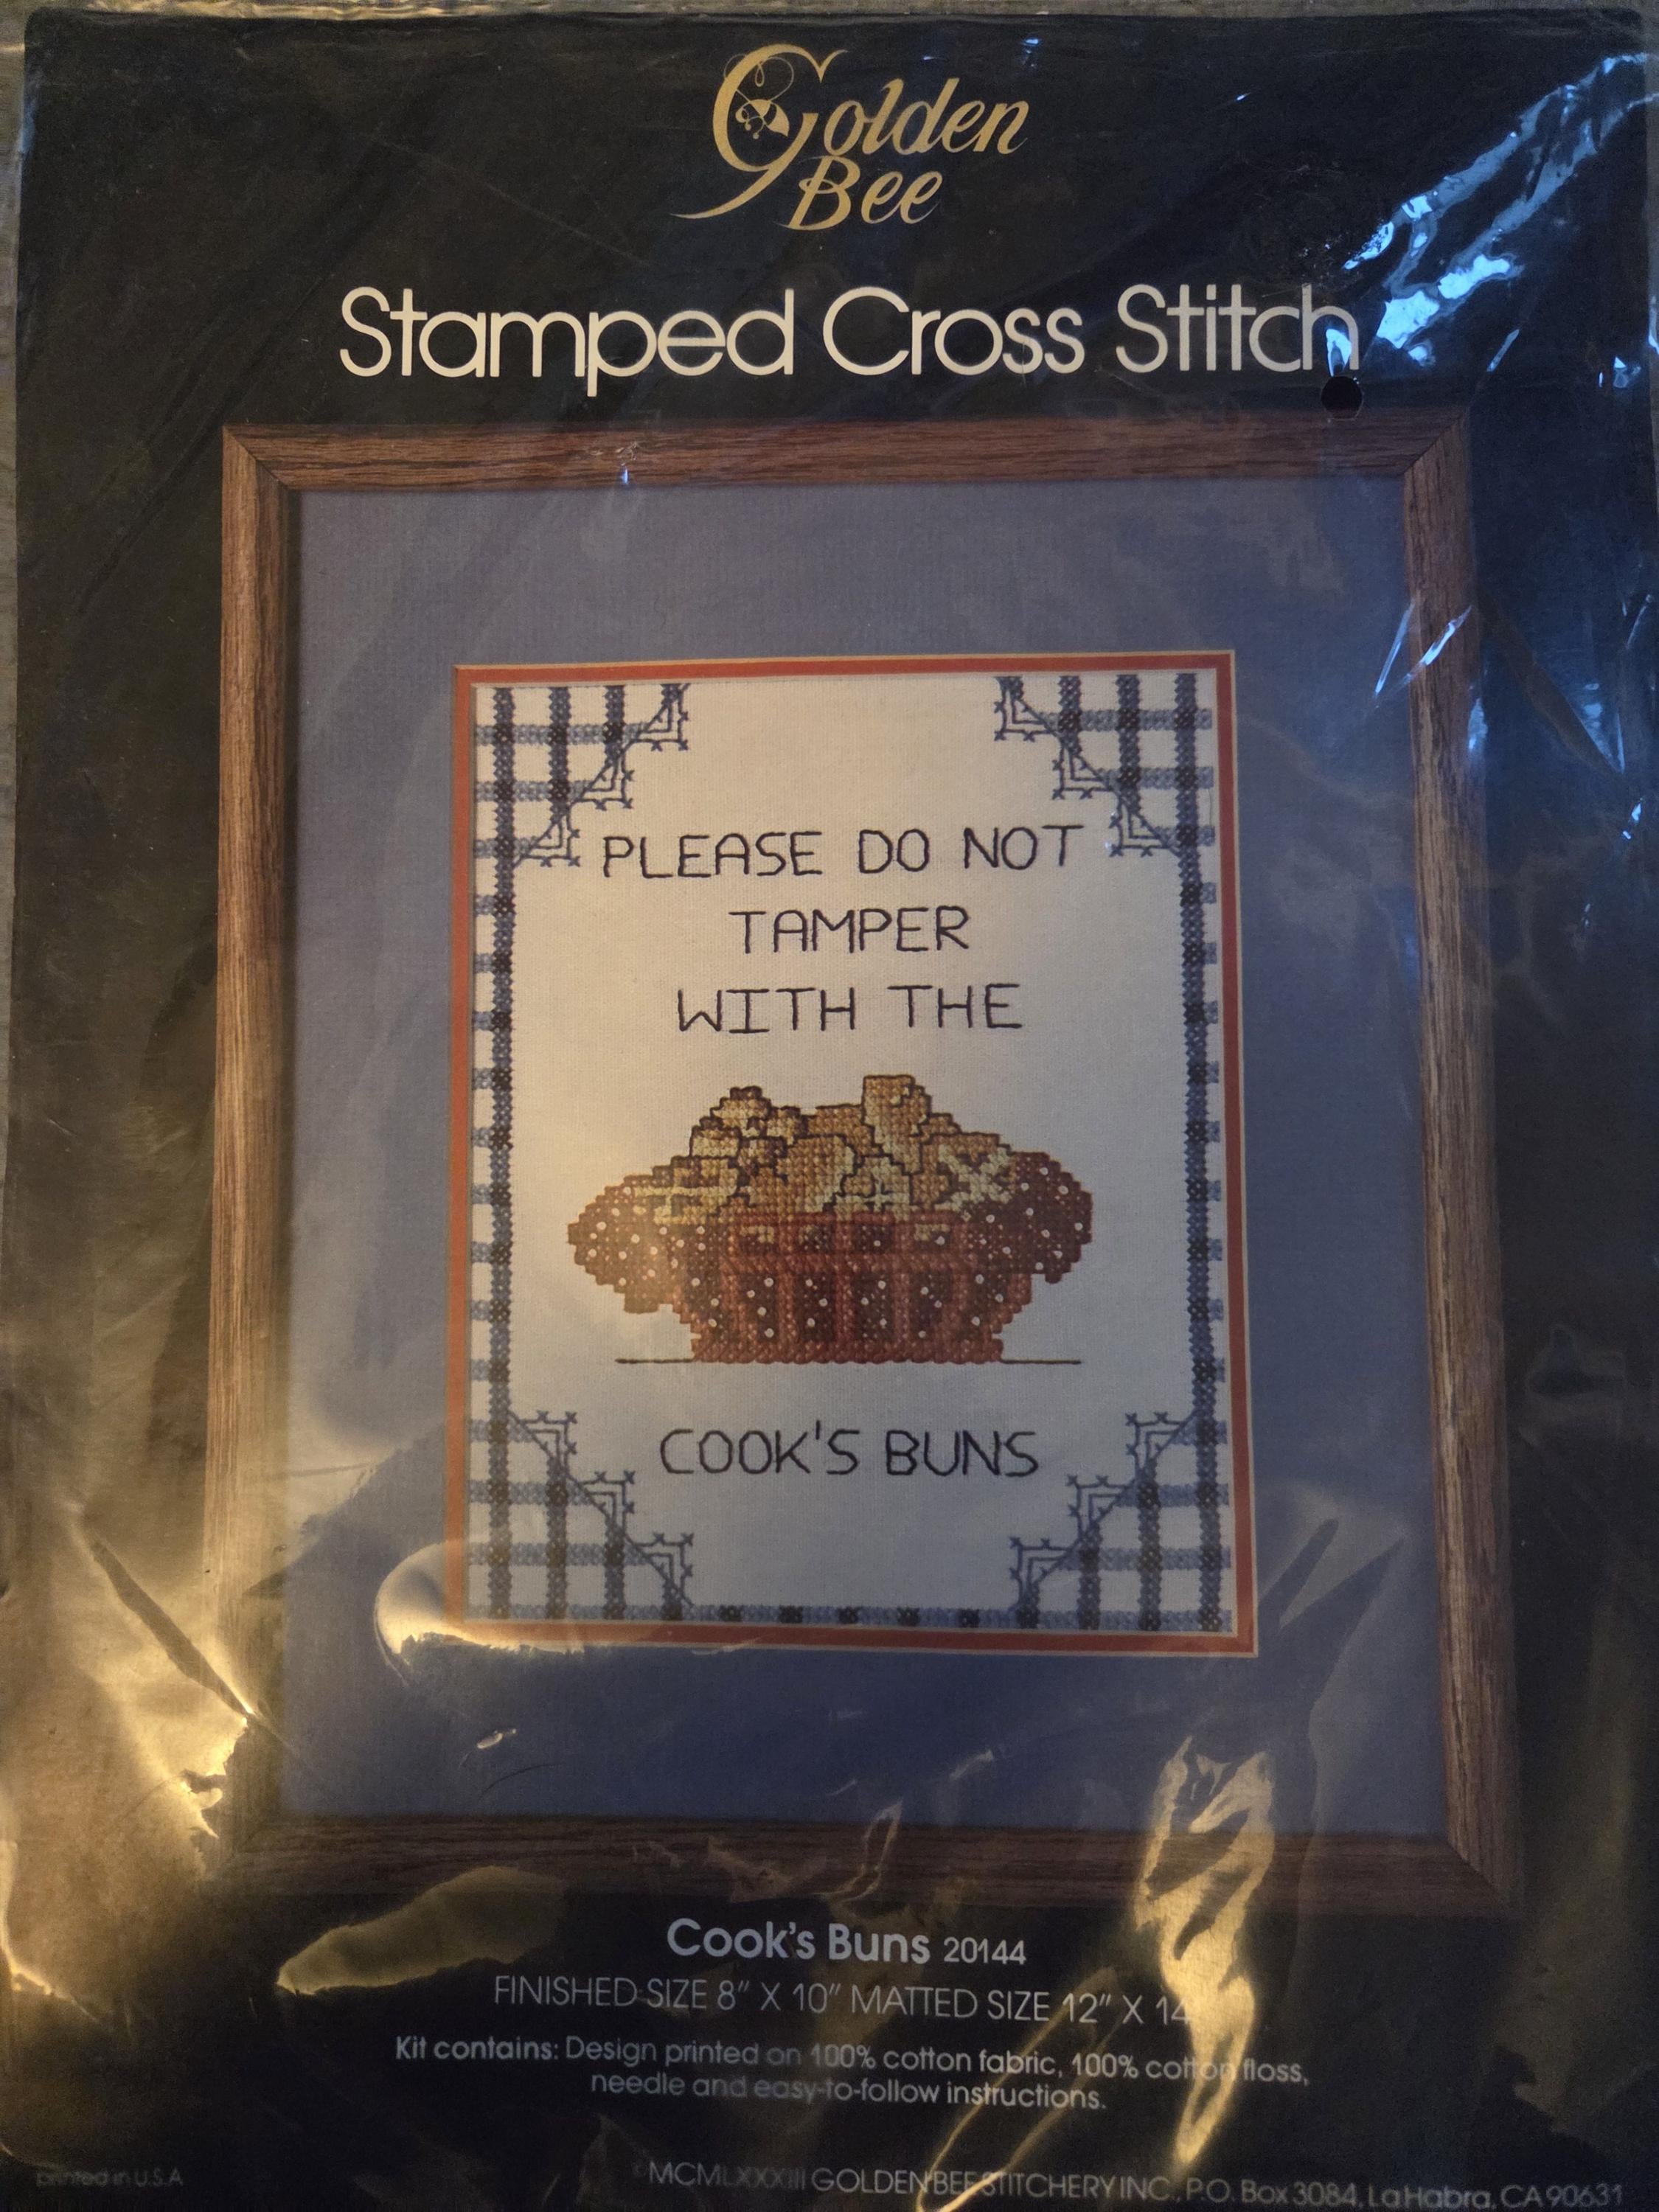 Golden
Bee
Stamped Cross Stitch
PLEASE DO NOT
TAMPER
WITH THE
COOK'S BUNS
Cook's Buns 20144
FINISHED SIZE 8" X 10" MATTED SIZE 12" X 14
Kit contains: Design printed on 100% cotton fabric, 100% cotton floss,
needle and easy-to-follow instructions.
printed in U.S.A
©MCMLXXXIII GOLDEN BEE STITCHERY INC., P.O. Box 3084, La Habra, CA 90631